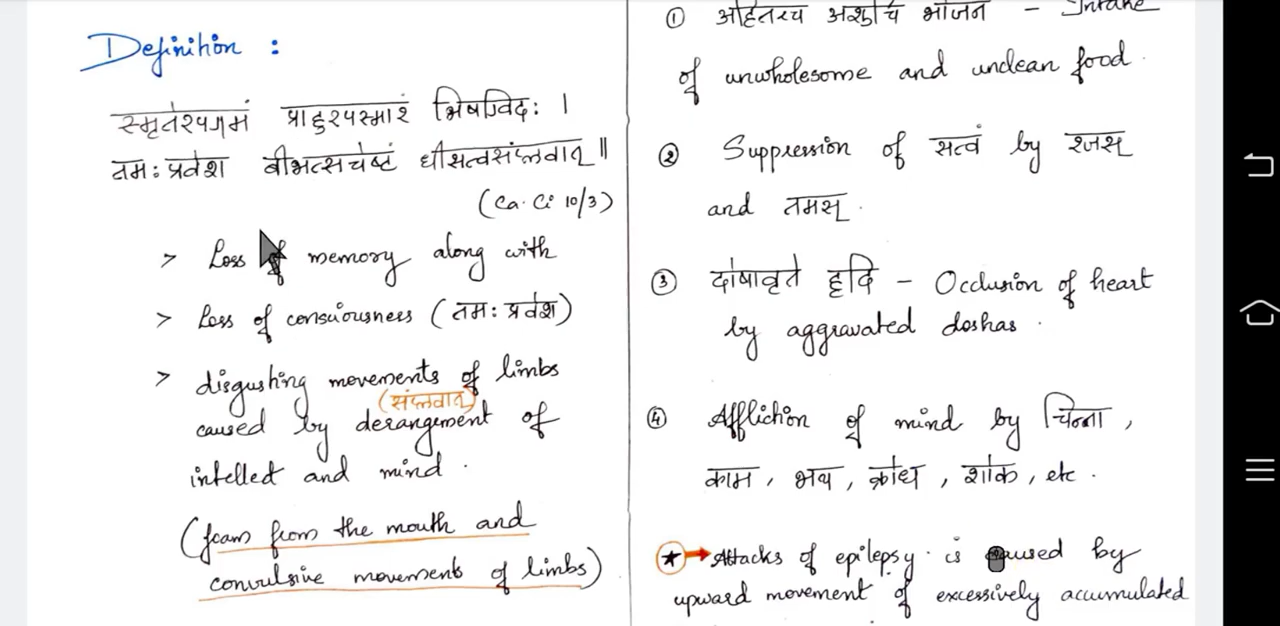 Definition :
स्मृतेरपगमं प्राहुरपस्मारं भिषग्विदः ।
तमः प्रवेश बीभत्सचेष्टं धीसत्वसंप्लवात् ॥
(Ca. Ci 10/3)
> Loss of memory along with
> Loss of consciousness (तमः प्रवेश)
> disgusting movements of limbs
(संप्लवात्)
caused by derangement of
intellect and mind.
(foam from the mouth and
convulsive movements of limbs)
① अहितस्य अशुचि भोजन - Intake
of unwholesome and unclean food.
② Suppression of सत्वं by रजस्
and तमस्.
③ दोषावृते हृदि - Occlusion of heart
by aggravated doshas.
④ Affliction of mind by चिन्ता,
काम, भय, क्रोध, शोक, etc.
★→ Attacks of epilepsy is caused by
upward movement of excessively accumulated